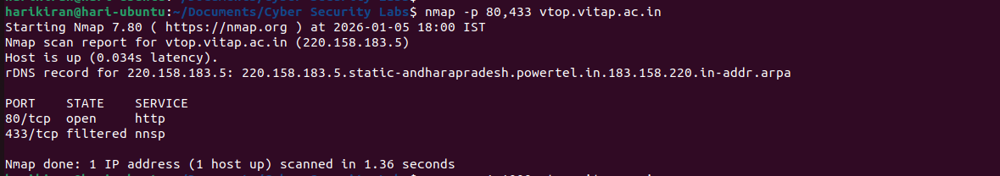 harikiran@hari-ubuntu:~/Documents/Cyber Security Labs$ nmap -p 80,433 vtop.vitap.ac.in
Starting Nmap 7.80 ( https://nmap.org ) at 2026-01-05 18:00 IST
Nmap scan report for vtop.vitap.ac.in (220.158.183.5)
Host is up (0.034s latency).
rDNS record for 220.158.183.5: 220.158.183.5.static-andharapradesh.powertel.in.183.158.220.in-addr.arpa
PORT    STATE    SERVICE
80/tcp  open     http
433/tcp filtered nnsp
Nmap done: 1 IP address (1 host up) scanned in 1.36 seconds